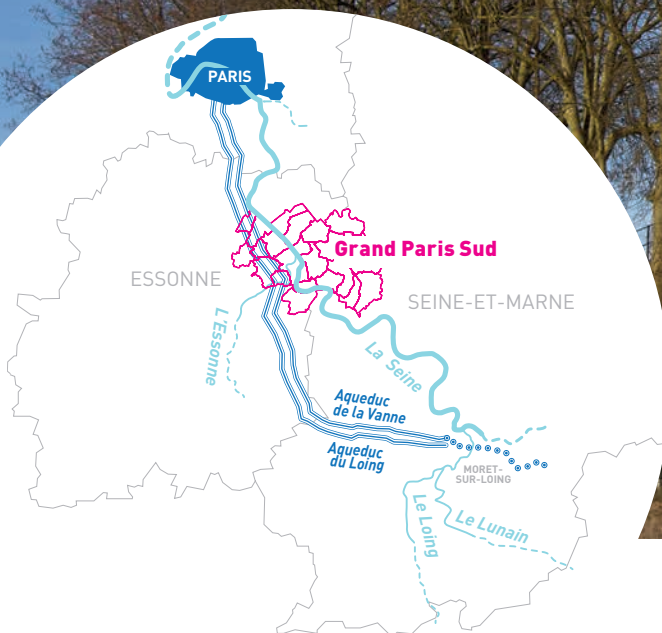 PARIS
Grand Paris Sud
ESSONNE
SEINE-ET-MARNE
L'Essonne
La Seine
Aqueduc
de la Vanne
Aqueduc
du Loing
MORET-
SUR-LOING
Le Loing
Le Lunain